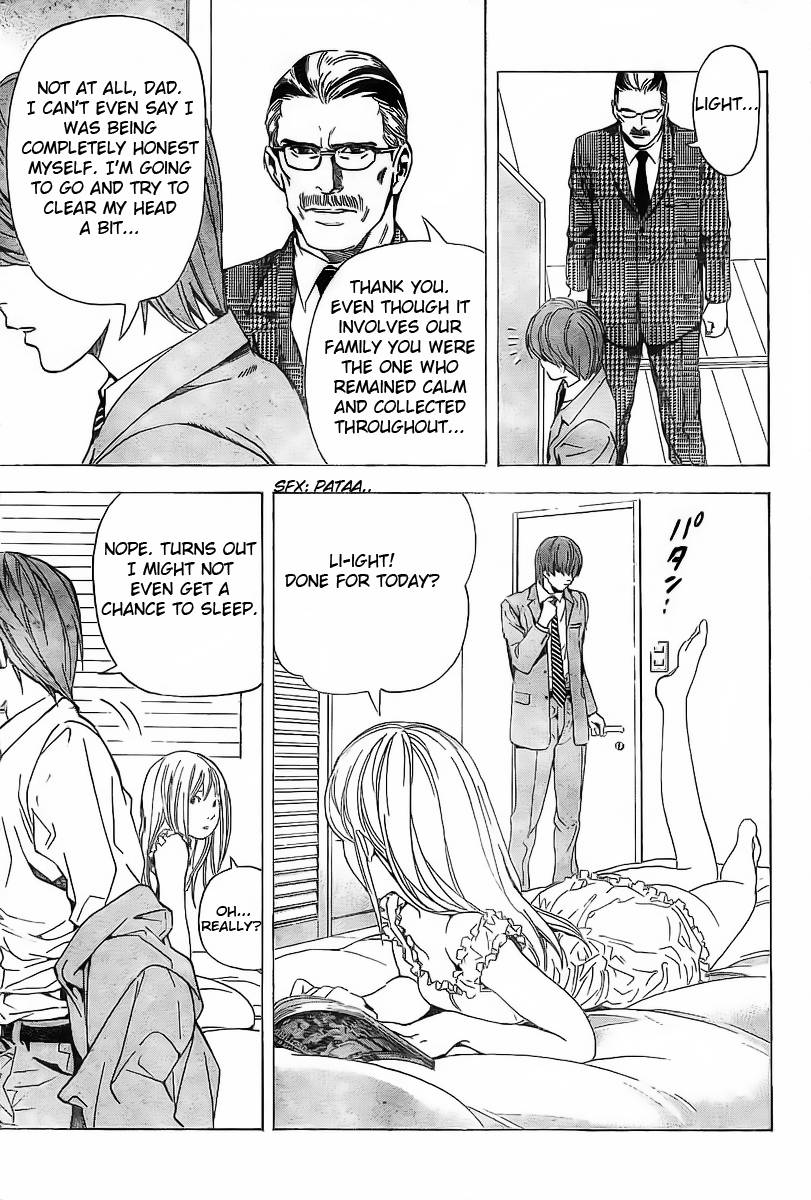 LIGHT...
THANK YOU.
EVEN THOUGH IT
INVOLVES OUR
FAMILY YOU WERE
THE ONE WHO
REMAINED CALM
AND COLLECTED
THROUGHOUT...
NOT AT ALL, DAD.
I CAN'T EVEN SAY I
WAS BEING
COMPLETELY HONEST
MYSELF. I'M GOING
TO GO AND TRY TO
CLEAR MY HEAD
A BIT...
SFX: PATAA..
パタン…
LI-IGHT!
DONE FOR TODAY?
NOPE. TURNS OUT
I MIGHT NOT
EVEN GET A
CHANCE TO SLEEP.
OH...
REALLY?